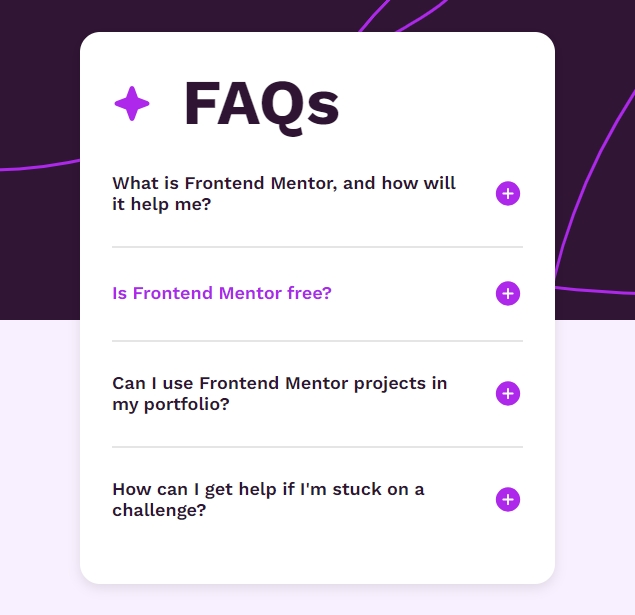 FAQs
What is Frontend Mentor, and how will
it help me?
Is Frontend Mentor free?
Can I use Frontend Mentor projects in
my portfolio?
How can I get help if I'm stuck on a
challenge?